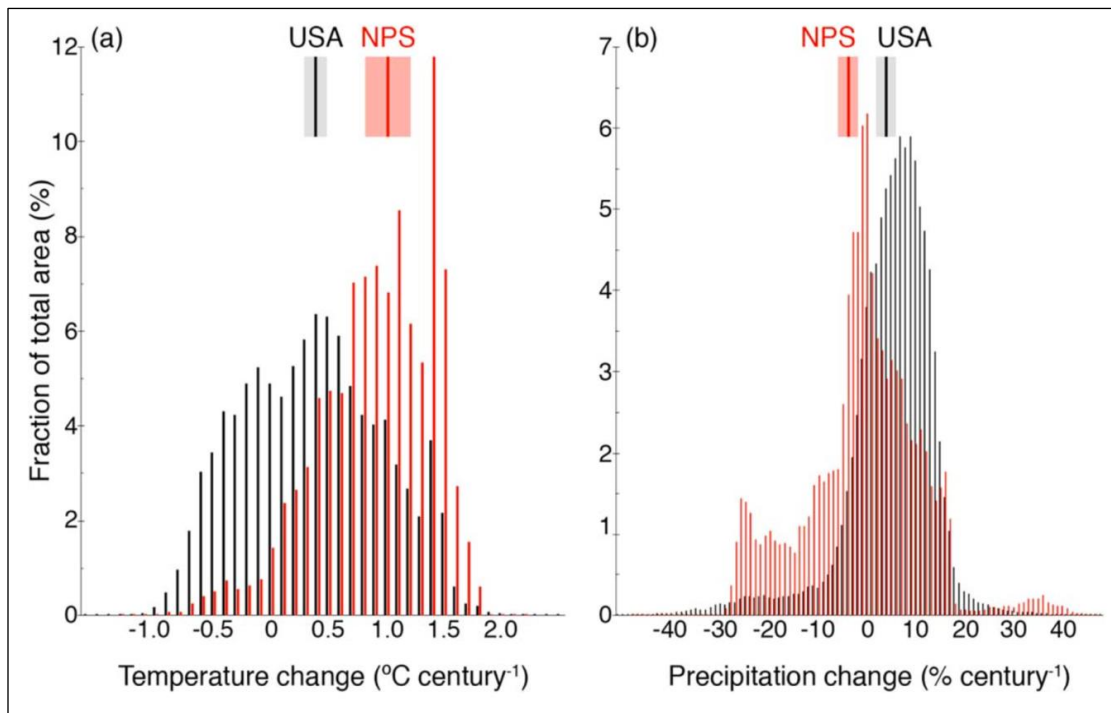 (a) USA NPS
12
10
8
6
4
2
0
-1.0 -0.5 0 0.5 1.0 1.5 2.0
Fraction of total area (%)
Temperature change (ºC century-1)
(b) NPS USA
7
6
5
4
3
2
1
0
-40 -30 -20 -10 0 10 20 30 40
Precipitation change (% century-1)